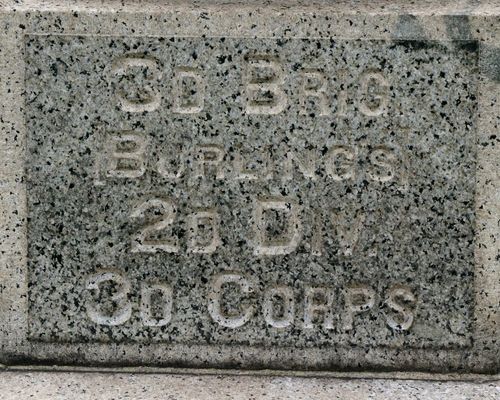 3D BRIG
[BURLING'S]
2D DIV.
3D CORPS